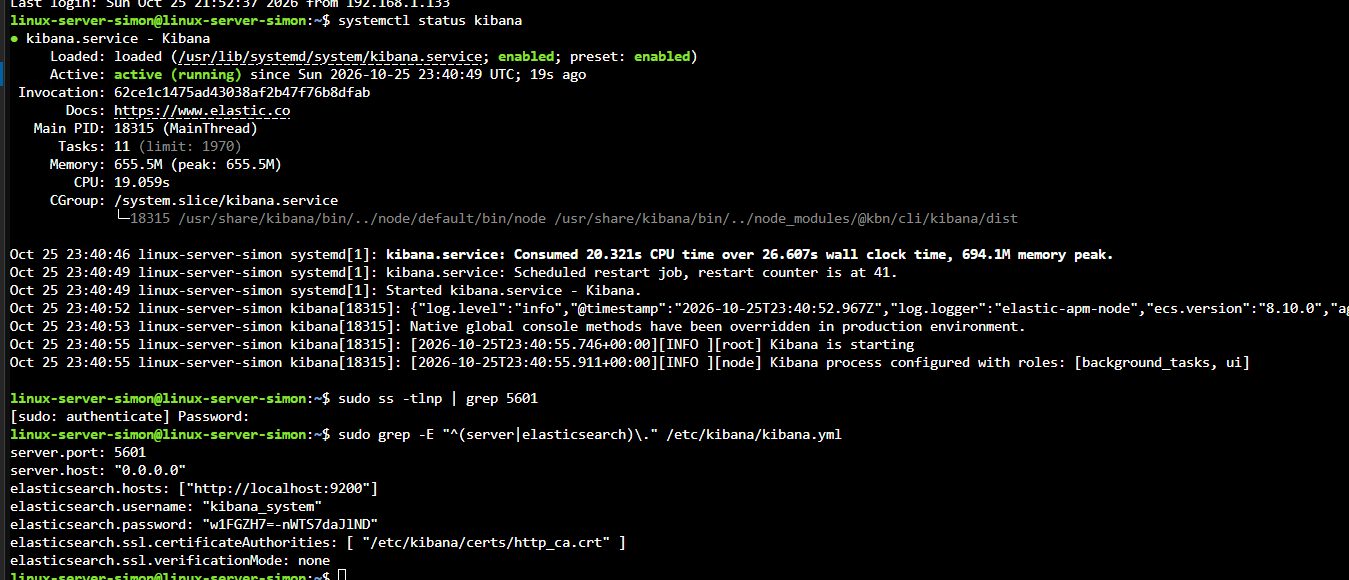 Last login: Sun Oct 25 21:52:37 2026 from 192.168.1.133
linux-server-simon@linux-server-simon:~$ systemctl status kibana
● kibana.service - Kibana
Loaded: loaded (/usr/lib/systemd/system/kibana.service; enabled; preset: enabled)
Active: active (running) since Sun 2026-10-25 23:40:49 UTC; 19s ago
Invocation: 62ce1c1475ad43038af2b47f76b8dfab
Docs: https://www.elastic.co
Main PID: 18315 (MainThread)
Tasks: 11 (limit: 1970)
Memory: 655.5M (peak: 655.5M)
CPU: 19.059s
CGroup: /system.slice/kibana.service
└─18315 /usr/share/kibana/bin/../node/default/bin/node /usr/share/kibana/bin/../node_modules/@kbn/cli/kibana/dist
Oct 25 23:40:46 linux-server-simon systemd[1]: kibana.service: Consumed 20.321s CPU time over 26.607s wall clock time, 694.1M memory peak.
Oct 25 23:40:49 linux-server-simon systemd[1]: kibana.service: Scheduled restart job, restart counter is at 41.
Oct 25 23:40:49 linux-server-simon systemd[1]: Started kibana.service - Kibana.
Oct 25 23:40:52 linux-server-simon kibana[18315]: {"log.level":"info","@timestamp":"2026-10-25T23:40:52.967Z","log.logger":"elastic-apm-node","ecs.version":"8.10.0","ag
Oct 25 23:40:53 linux-server-simon kibana[18315]: Native global console methods have been overridden in production environment.
Oct 25 23:40:55 linux-server-simon kibana[18315]: [2026-10-25T23:40:55.746+00:00][INFO ][root] Kibana is starting
Oct 25 23:40:55 linux-server-simon kibana[18315]: [2026-10-25T23:40:55.911+00:00][INFO ][node] Kibana process configured with roles: [background_tasks, ui]
linux-server-simon@linux-server-simon:~$ sudo ss -tlnp | grep 5601
[sudo: authenticate] Password:
linux-server-simon@linux-server-simon:~$ sudo grep -E "^(server|elasticsearch)\." /etc/kibana/kibana.yml
server.port: 5601
server.host: "0.0.0.0"
elasticsearch.hosts: ["http://localhost:9200"]
elasticsearch.username: "kibana_system"
elasticsearch.password: "w1FGZH7=-nWTS7daJlND"
elasticsearch.ssl.certificateAuthorities: [ "/etc/kibana/certs/http_ca.crt" ]
elasticsearch.ssl.verificationMode: none
linux-server-simon@linux-server-simon:~$